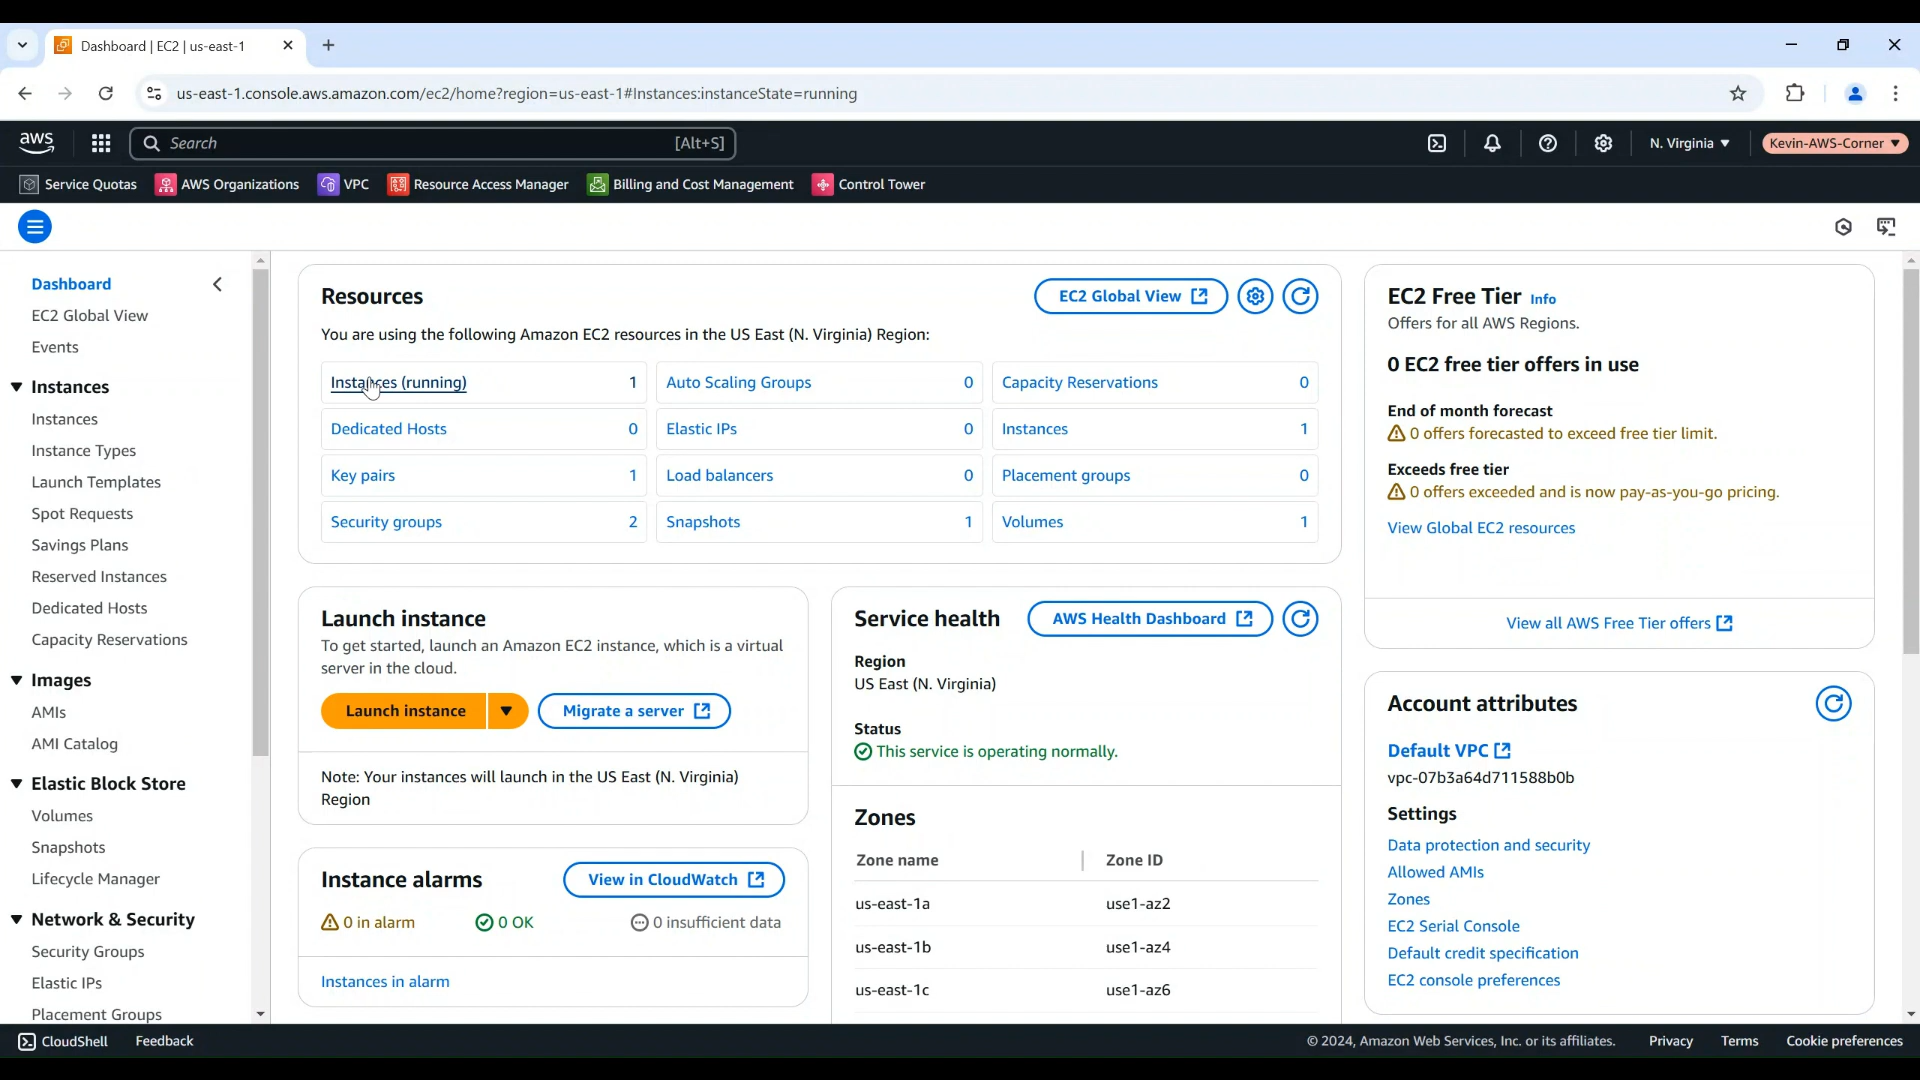 Dashboard | EC2 | us-east-1
us-east-1.console.aws.amazon.com/ec2/home?region=us-east-1#Instances:instanceState=running
aws
Search
[Alt+S]
N. Virginia
Kevin-AWS-Corner
Service Quotas
AWS Organizations
VPC
Resource Access Manager
Billing and Cost Management
Control Tower
Dashboard
EC2 Global View
Events
Instances
Instances
Instance Types
Launch Templates
Spot Requests
Savings Plans
Reserved Instances
Dedicated Hosts
Capacity Reservations
Images
AMIs
AMI Catalog
Elastic Block Store
Volumes
Snapshots
Lifecycle Manager
Network & Security
Security Groups
Elastic IPs
Placement Groups
Resources
EC2 Global View
You are using the following Amazon EC2 resources in the US East (N. Virginia) Region:
Instances (running) 1
Auto Scaling Groups 0
Capacity Reservations 0
Dedicated Hosts 0
Elastic IPs 0
Instances 1
Key pairs 1
Load balancers 0
Placement groups 0
Security groups 2
Snapshots 1
Volumes 1
Launch instance
To get started, launch an Amazon EC2 instance, which is a virtual
server in the cloud.
Launch instance
Migrate a server
Note: Your instances will launch in the US East (N. Virginia)
Region
Instance alarms
View in CloudWatch
0 in alarm
0 OK
0 insufficient data
Instances in alarm
Service health
AWS Health Dashboard
Region
US East (N. Virginia)
Status
This service is operating normally.
Zones
Zone name
Zone ID
us-east-1a
use1-az2
us-east-1b
use1-az4
us-east-1c
use1-az6
EC2 Free Tier Info
Offers for all AWS Regions.
0 EC2 free tier offers in use
End of month forecast
0 offers forecasted to exceed free tier limit.
Exceeds free tier
0 offers exceeded and is now pay-as-you-go pricing.
View Global EC2 resources
View all AWS Free Tier offers
Account attributes
Default VPC
vpc-07b3a64d711588b0b
Settings
Data protection and security
Allowed AMIs
Zones
EC2 Serial Console
Default credit specification
EC2 console preferences
CloudShell
Feedback
© 2024, Amazon Web Services, Inc. or its affiliates.
Privacy
Terms
Cookie preferences